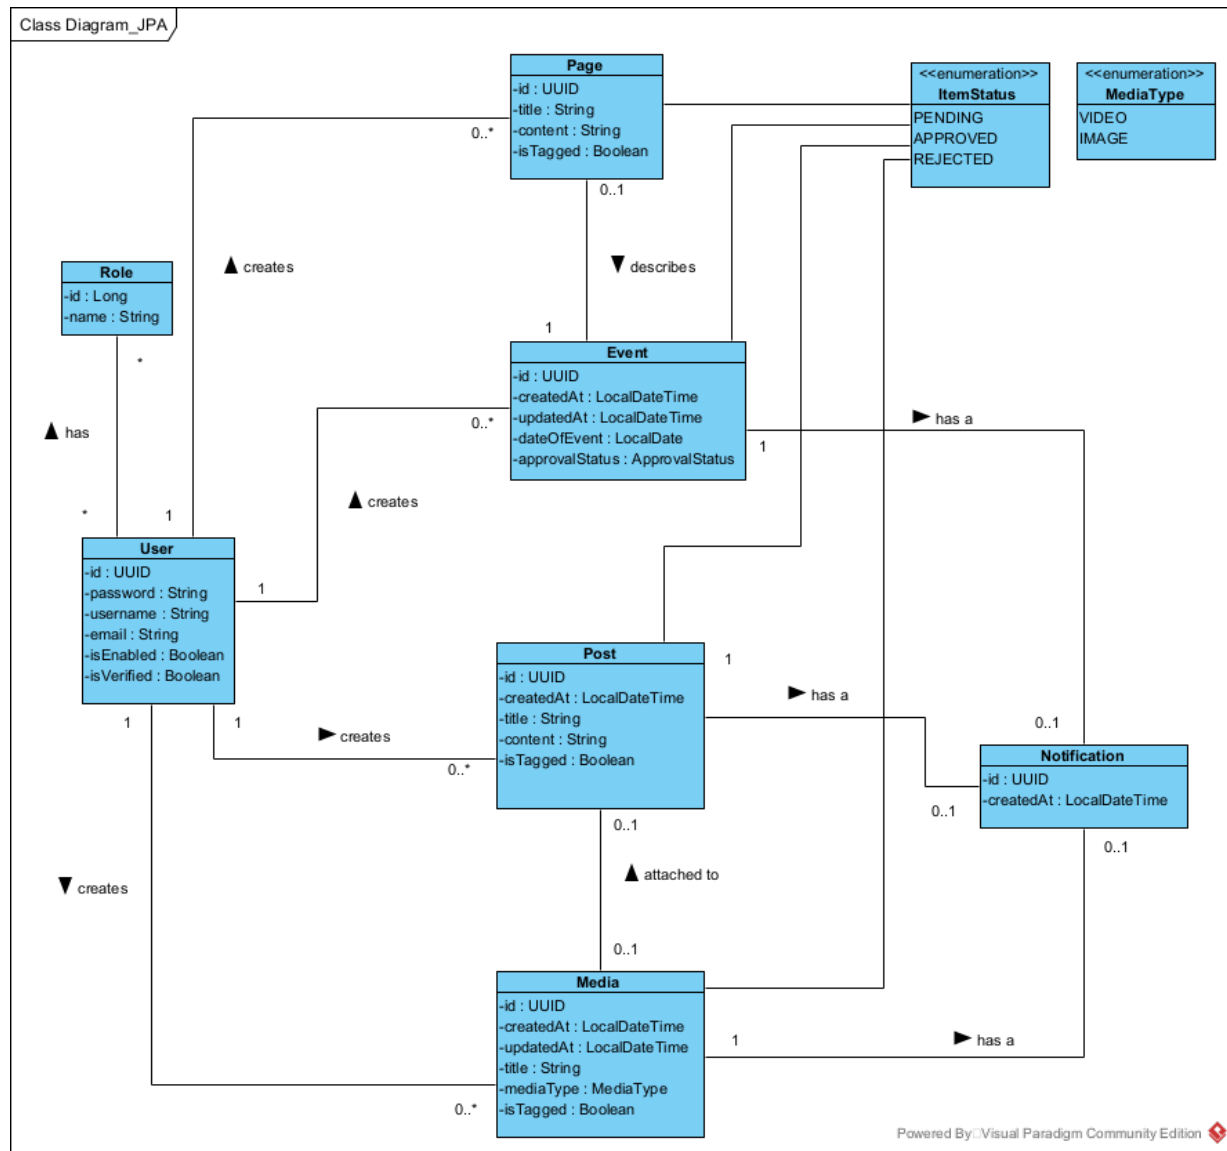 Class Diagram_JPA
Page
-id : UUID
-title : String
-content : String
-isTagged : Boolean
<<enumeration>>
ItemStatus
PENDING
APPROVED
REJECTED
<<enumeration>>
MediaType
VIDEO
IMAGE
0..*
0..1
creates
describes
Role
-id : Long
-name : String
*
has
*
1
1
Event
-id : UUID
-createdAt : LocalDateTime
-updatedAt : LocalDateTime
-dateOfEvent : LocalDate
-approvalStatus : ApprovalStatus
0..*
has a
1
creates
User
-id : UUID
-password : String
-username : String
-email : String
-isEnabled : Boolean
-isVerified : Boolean
1
1
1
creates
0..*
Post
-id : UUID
-createdAt : LocalDateTime
-title : String
-content : String
-isTagged : Boolean
1
has a
0..1
Notification
-id : UUID
-createdAt : LocalDateTime
0..1
0..1
0..1
attached to
creates
0..1
Media
-id : UUID
-createdAt : LocalDateTime
-updatedAt : LocalDateTime
-title : String
-mediaType : MediaType
-isTagged : Boolean
1
has a
0..*
Powered By Visual Paradigm Community Edition